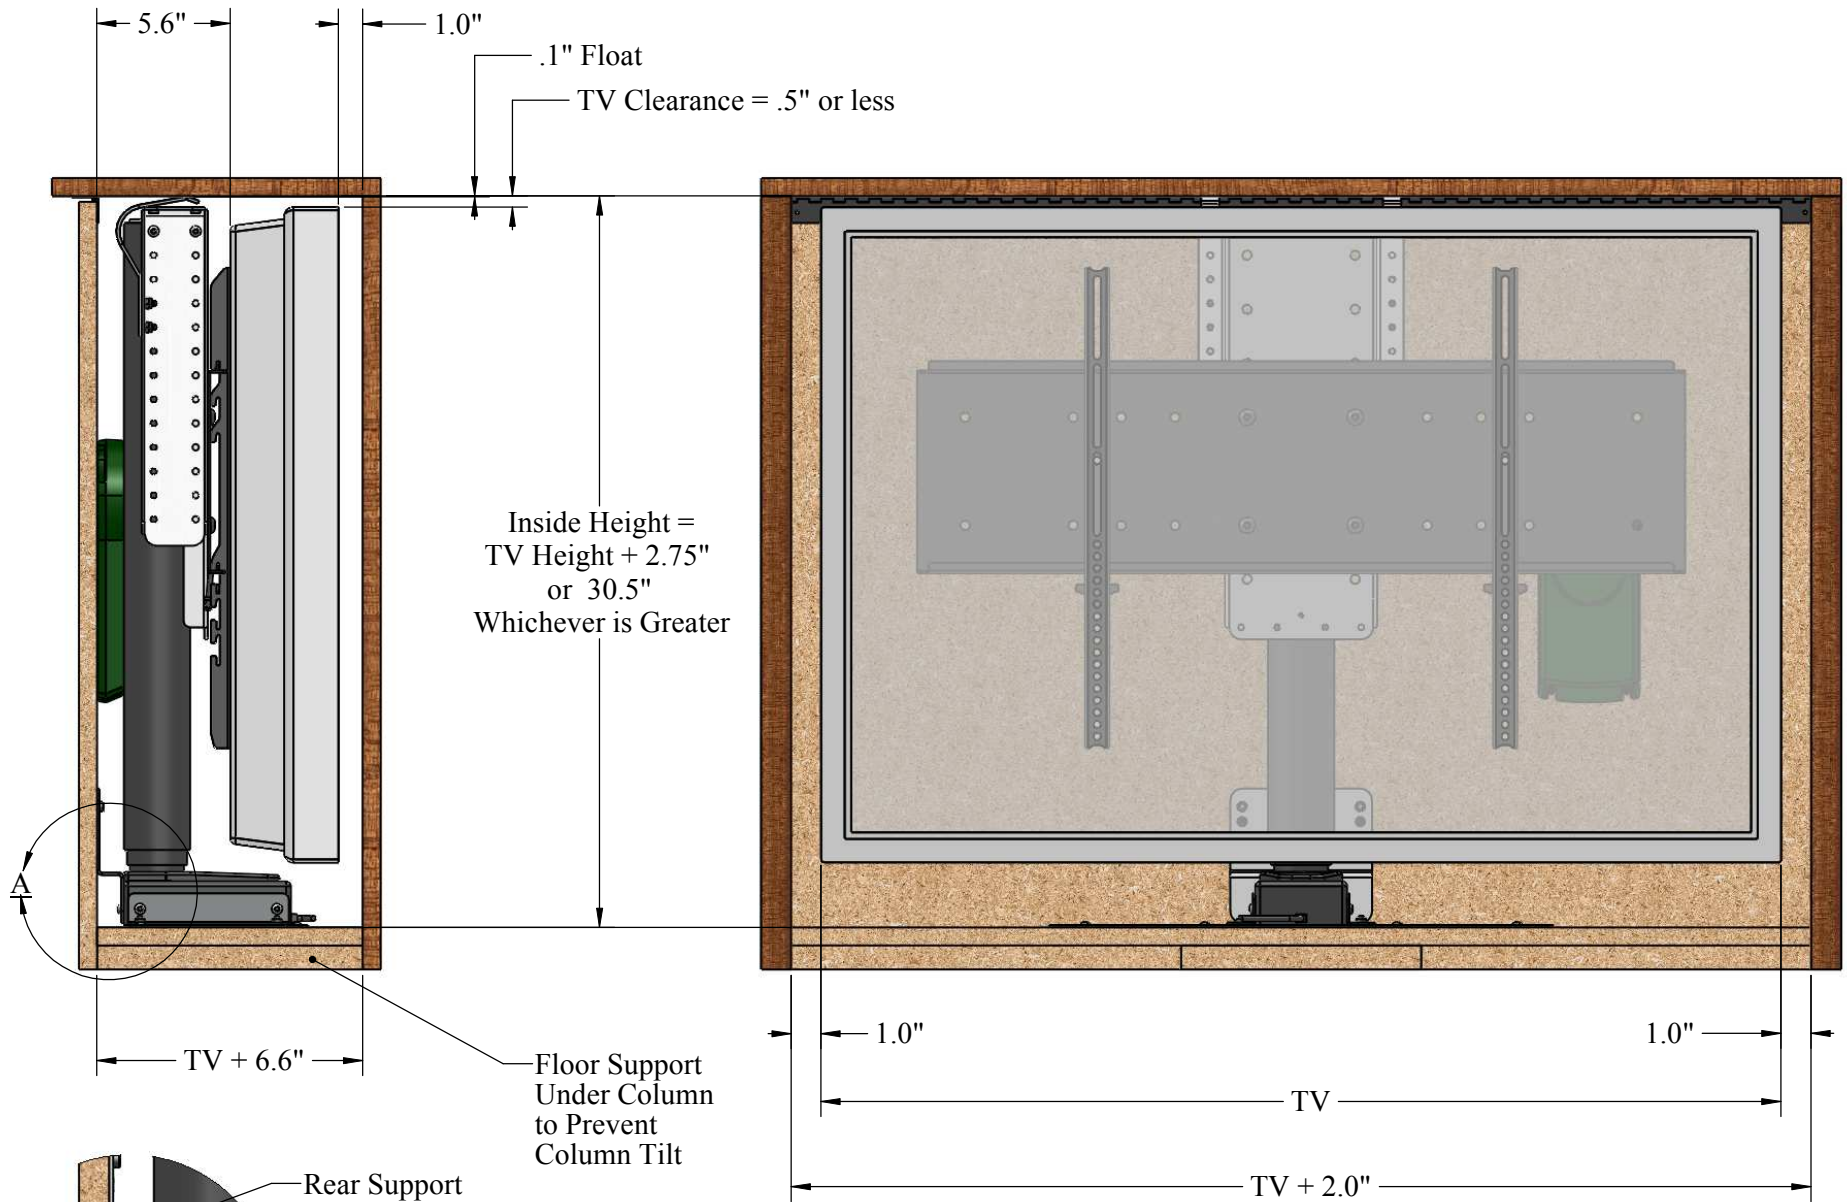 5.6"
1.0"
.1" Float
TV Clearance = .5" or less
Inside Height =
TV Height + 2.75"
or 30.5"
Whichever is Greater
A
1.0"
1.0"
TV + 6.6"
Floor Support
Under Column
to Prevent
Column Tilt
TV
Rear Support
TV + 2.0"